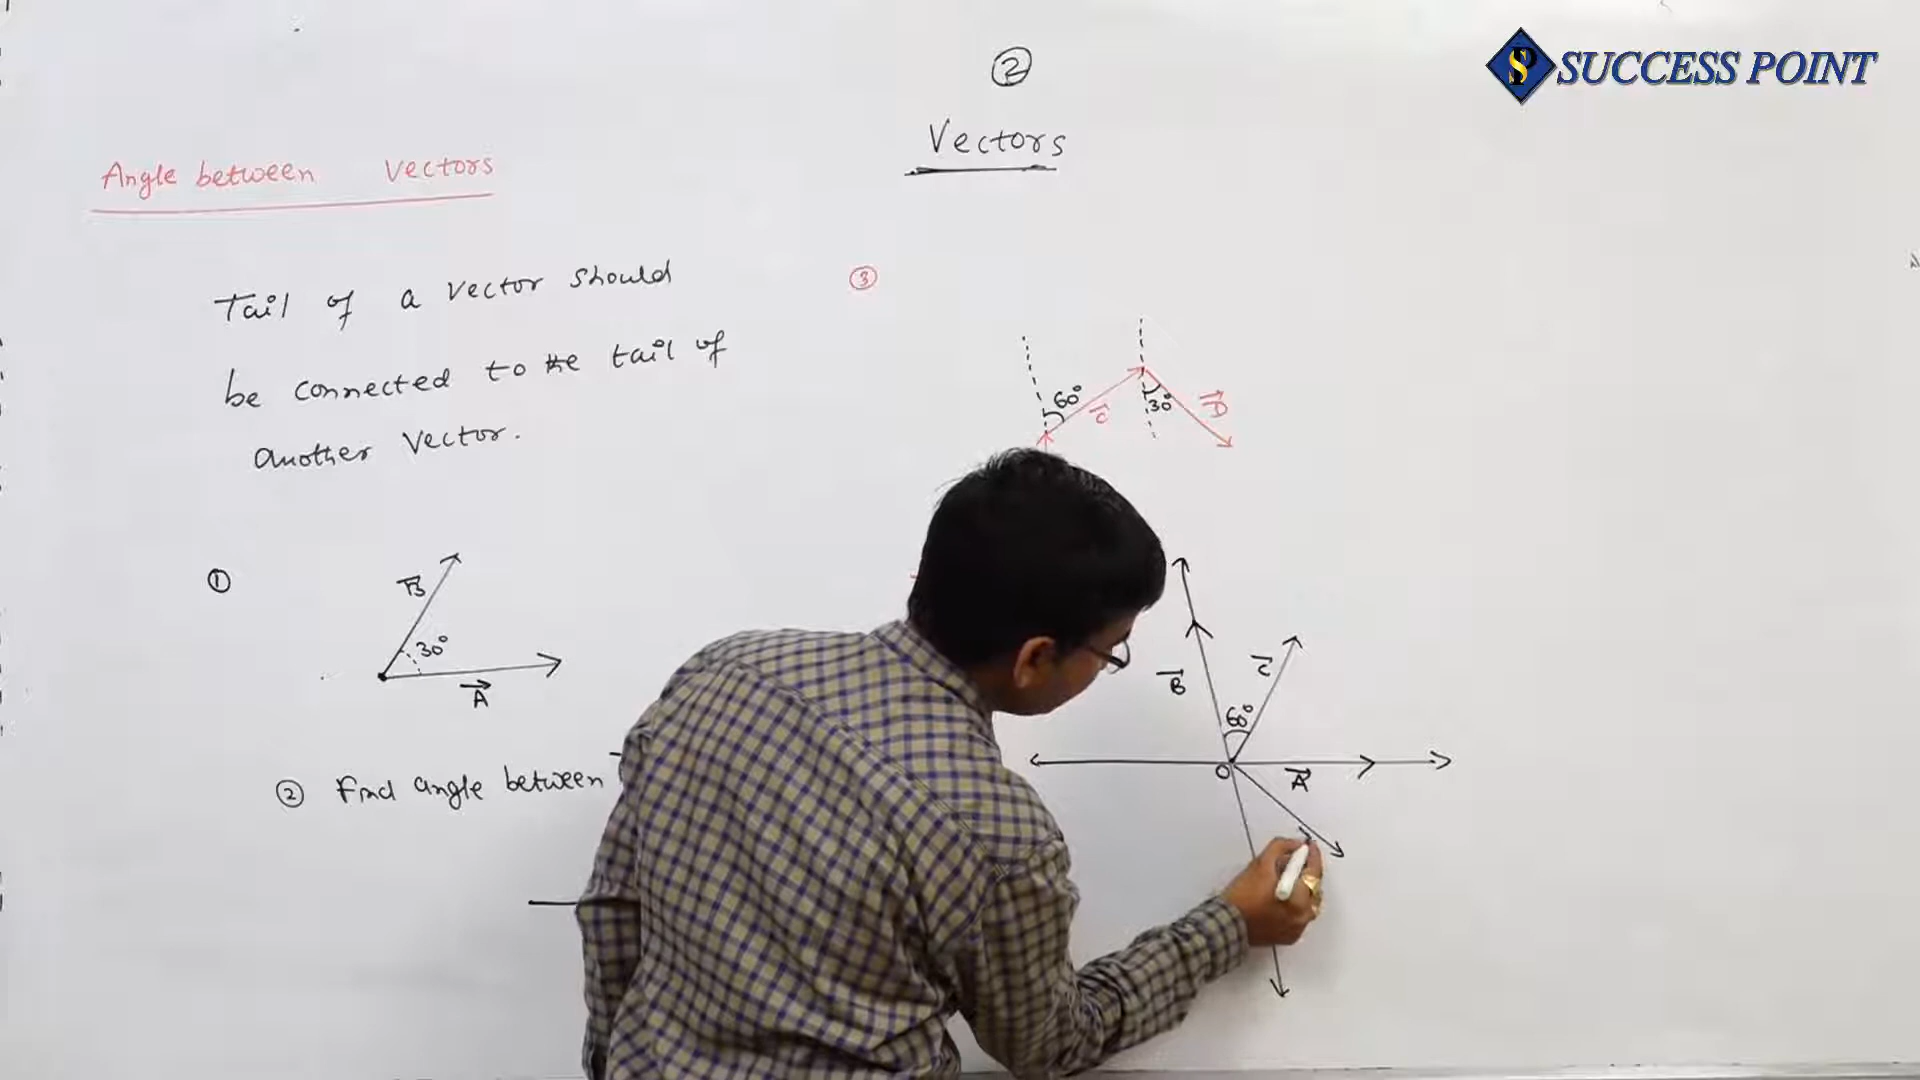 SUCCESS POINT
②
Vectors
Angle between Vectors
Tail of a vector should
be connected to the tail of
another vector.
①
B
30°
A
② Find angle between
③
60°
C
30°
D
B
C
60°
O
A